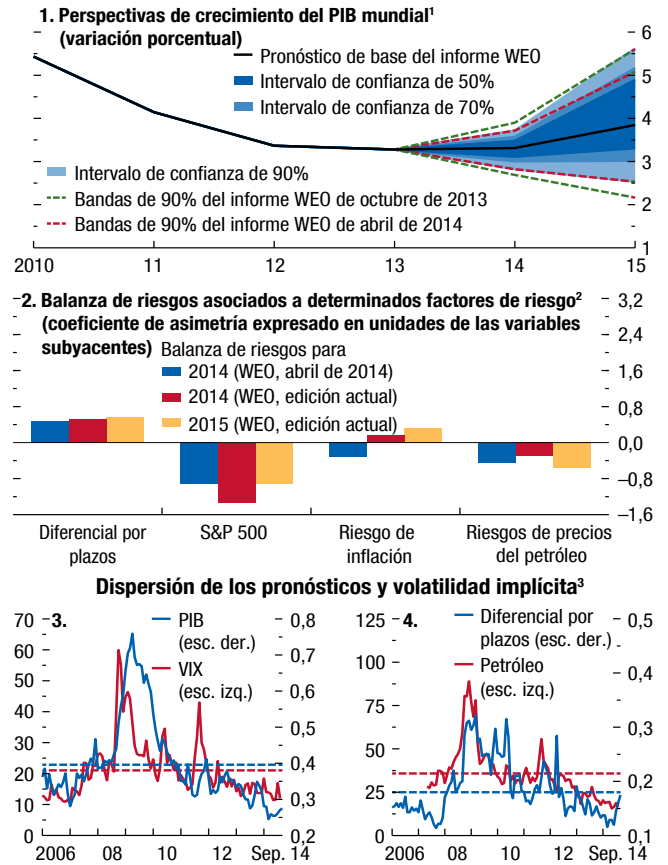 1. Perspectivas de crecimiento del PIB mundial¹
(variación porcentual)
Pronóstico de base del informe WEO
Intervalo de confianza de 50%
Intervalo de confianza de 70%
Intervalo de confianza de 90%
Bandas de 90% del informe WEO de octubre de 2013
Bandas de 90% del informe WEO de abril de 2014
6
5
4
3
2
1
2010 11 12 13 14 15
2. Balanza de riesgos asociados a determinados factores de riesgo²
(coeficiente de asimetría expresado en unidades de las variables
subyacentes) Balanza de riesgos para
2014 (WEO, abril de 2014)
2014 (WEO, edición actual)
2015 (WEO, edición actual)
3,2
2,4
1,6
0,8
0,0
–0,8
–1,6
Diferencial por S&P 500 Riesgo de Riesgos de precios
plazos inflación del petróleo
Dispersión de los pronósticos y volatilidad implícita³
3.
PIB
(esc. der.)
VIX
(esc. izq.)
70
60
50
40
30
20
10
0
0,8
0,7
0,6
0,5
0,4
0,3
0,2
2006 08 10 12 Sep. 14
4.
Diferencial por
plazos (esc. der.)
Petróleo
(esc. izq.)
125
100
75
50
25
0
0,5
0,4
0,3
0,2
0,1
2006 08 10 12 Sep. 14